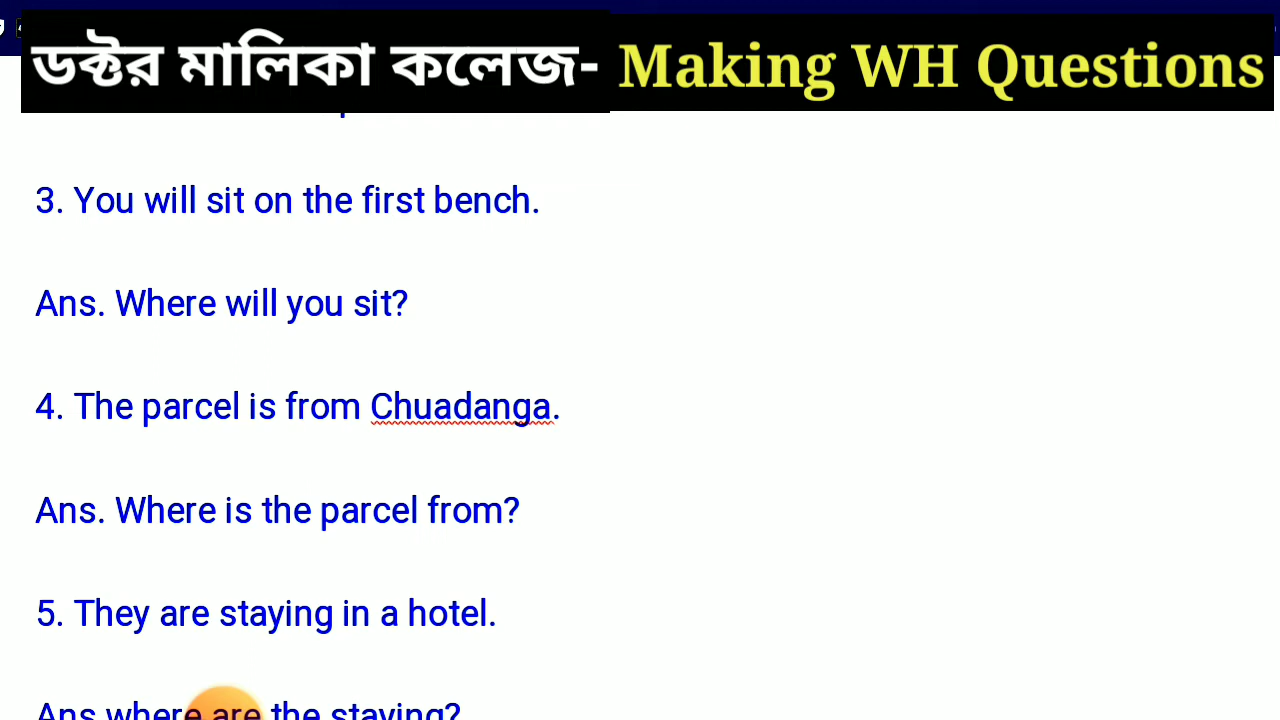 ডক্টর মালিকা কলেজ- Making WH Questions
3. You will sit on the first bench.
Ans. Where will you sit?
4. The parcel is from Chuadanga.
Ans. Where is the parcel from?
5. They are staying in a hotel.
Ans where are the staying?